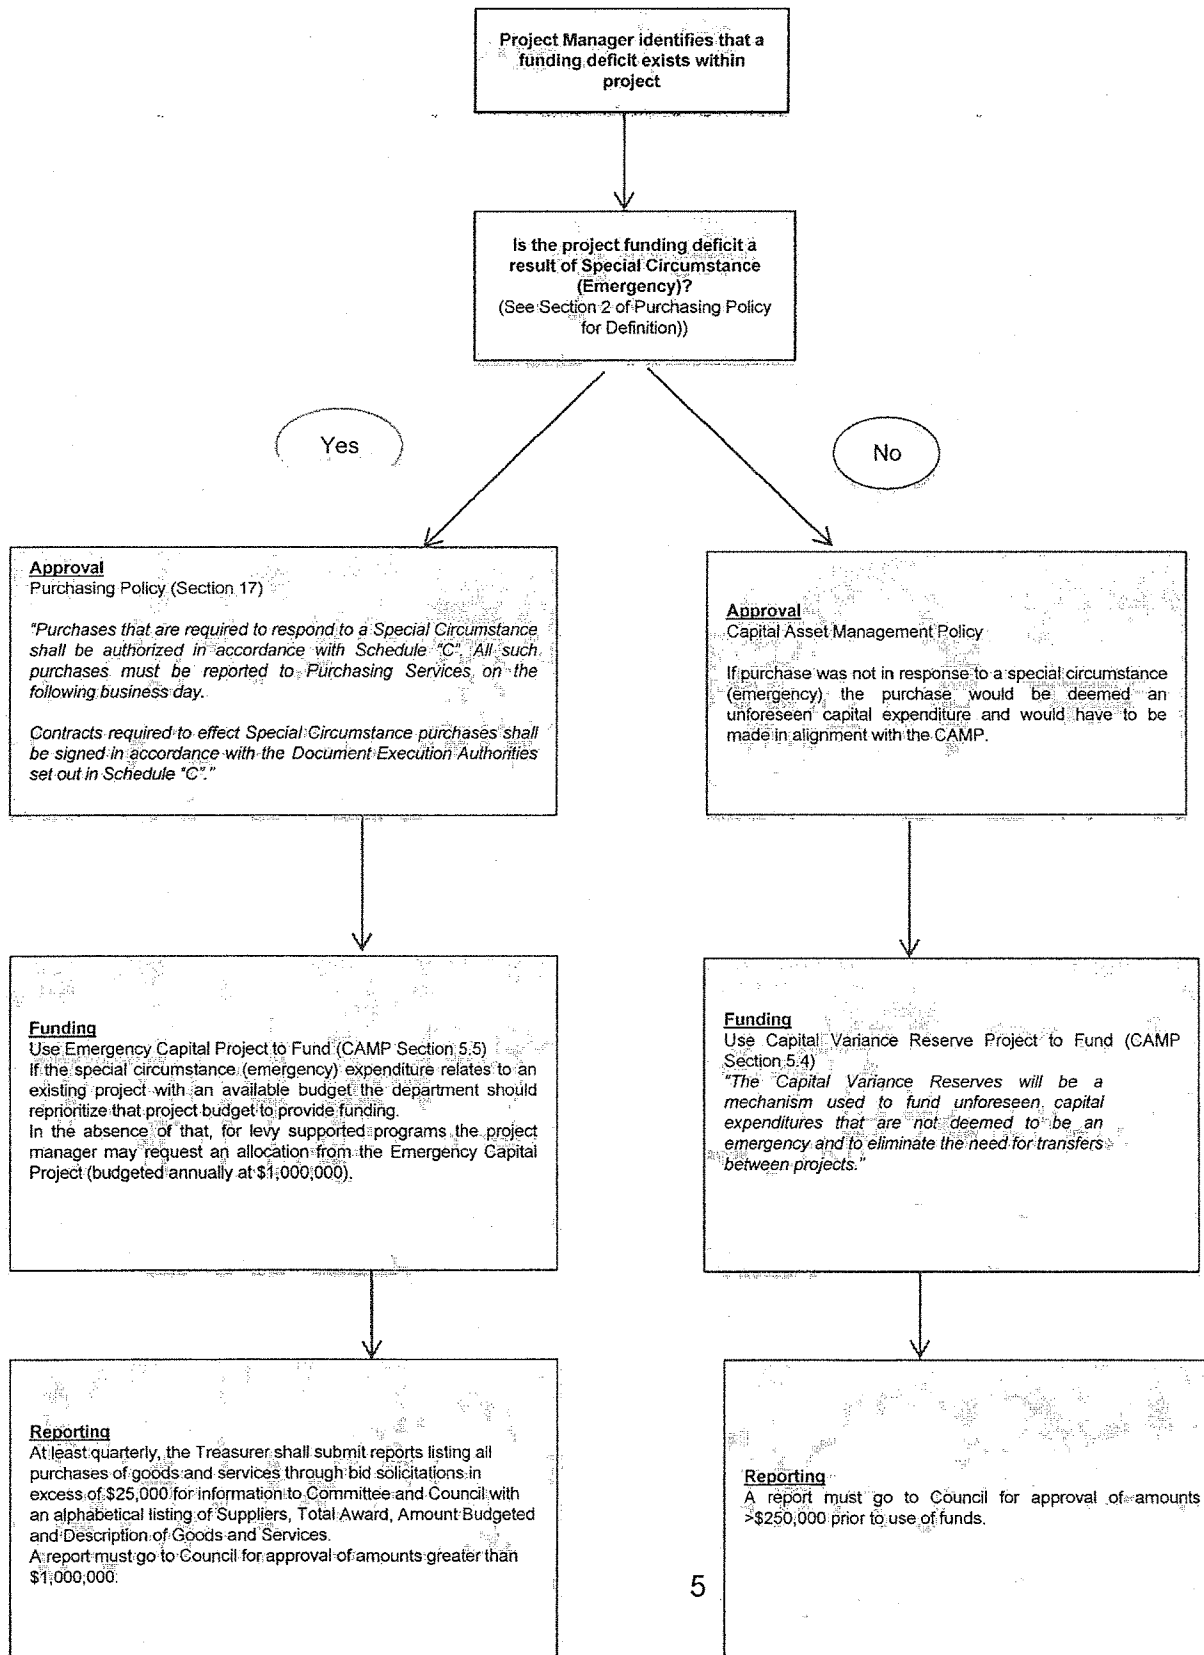 Project Manager identifies that a
funding deficit exists within
project
Is the project funding deficit a
result of Special Circumstance
(Emergency)?
(See Section 2 of Purchasing Policy
for Definition))
Yes
No
Approval
Purchasing Policy (Section 17)
"Purchases that are required to respond to a Special Circumstance
shall be authorized in accordance with Schedule "C". All such
purchases must be reported to Purchasing Services on the
following business day.
Contracts required to effect Special Circumstance purchases shall
be signed in accordance with the Document Execution Authorities
set out in Schedule "C"."
Approval
Capital Asset Management Policy
If purchase was not in response to a special circumstance
(emergency), the purchase would be deemed an
unforeseen capital expenditure and would have to be
made in alignment with the CAMP.
Funding
Use Emergency Capital Project to Fund (CAMP Section 5.5)
If the special circumstance (emergency) expenditure relates to an
existing project with an available budget the department should
reprioritize that project budget to provide funding.
In the absence of that, for levy supported programs the project
manager may request an allocation from the Emergency Capital
Project (budgeted annually at $1,000,000).
Funding
Use Capital Variance Reserve Project to Fund (CAMP
Section 5.4)
"The Capital Variance Reserves will be a
mechanism used to fund unforeseen capital
expenditures that are not deemed to be an
emergency and to eliminate the need for transfers
between projects."
Reporting
At least quarterly, the Treasurer shall submit reports listing all
purchases of goods and services through bid solicitations in
excess of $25,000 for information to Committee and Council with
an alphabetical listing of Suppliers, Total Award, Amount Budgeted
and Description of Goods and Services.
A report must go to Council for approval of amounts greater than
$1,000,000.
Reporting
A report must go to Council for approval of amounts
>$250,000 prior to use of funds.
5